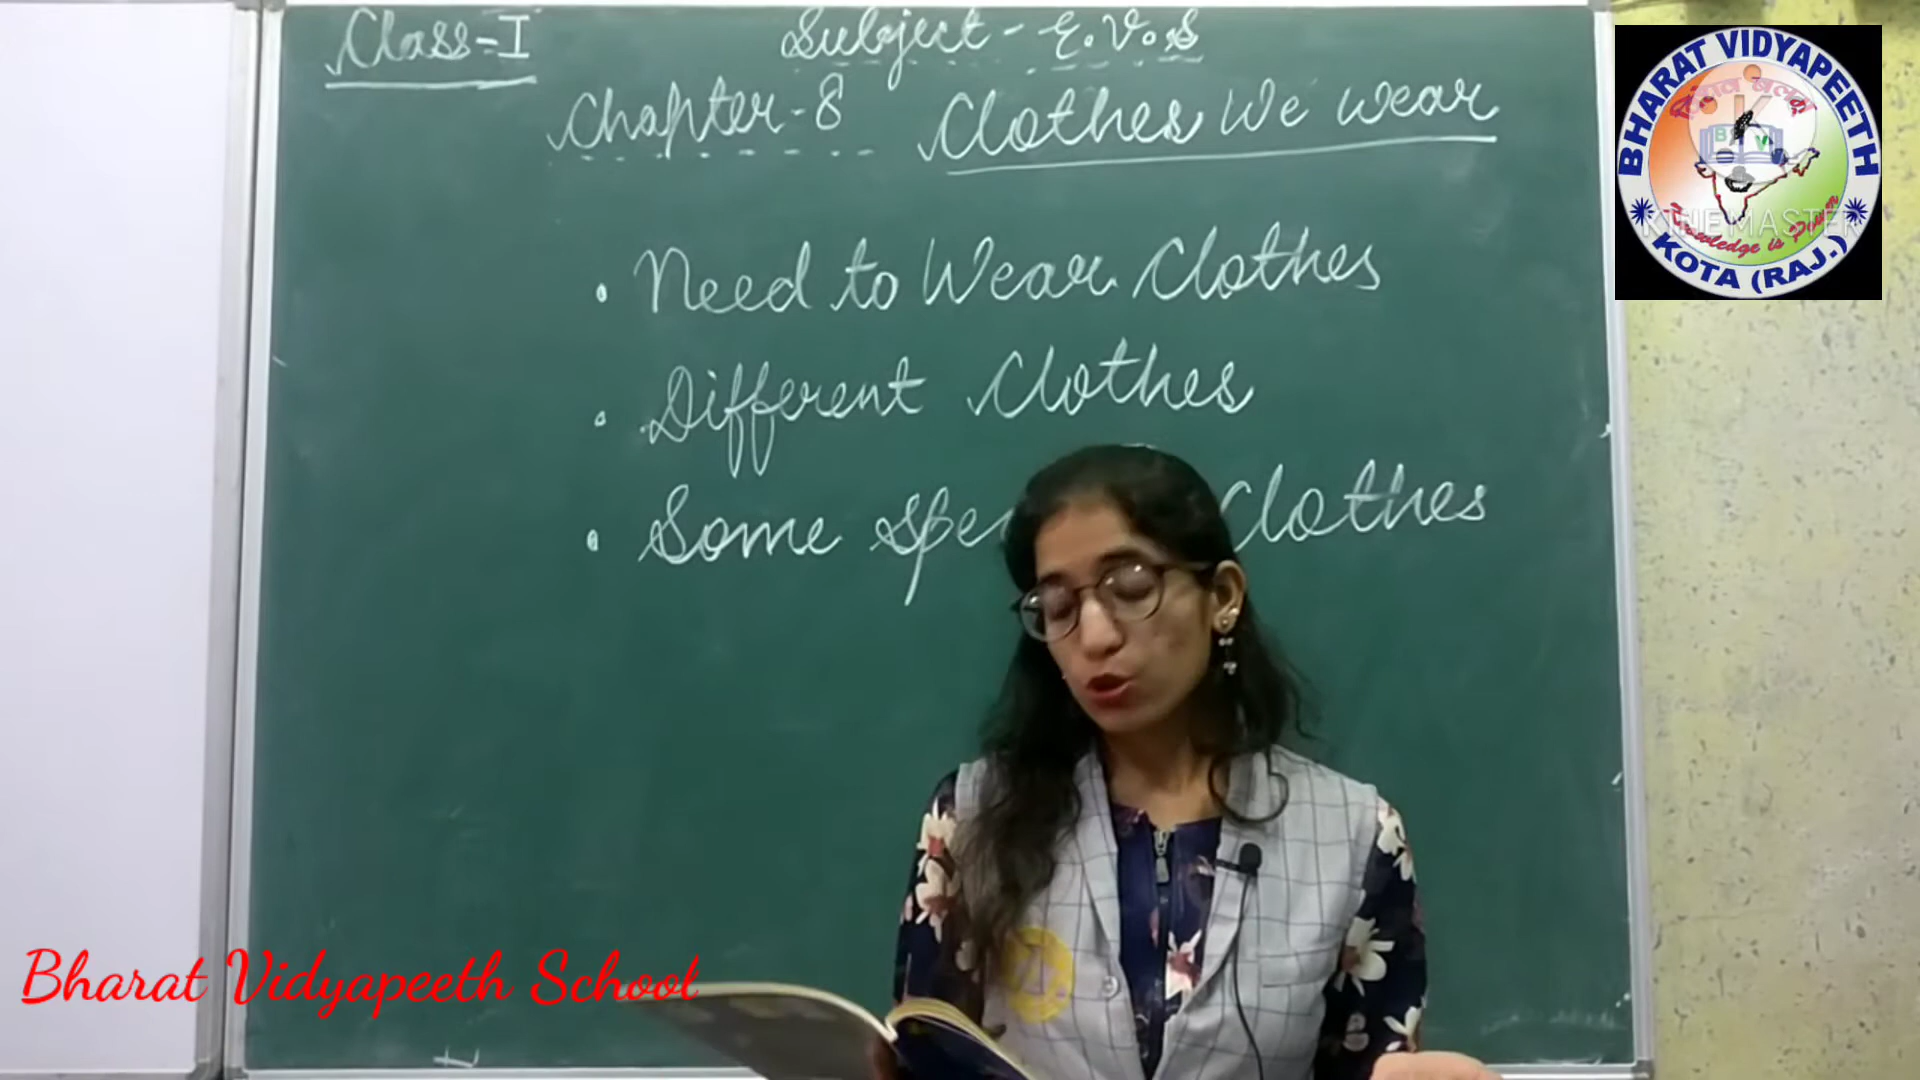 Class-I
Subject - E.V.S
Chapter-8 Clothes We wear
• Need to Wear Clothes
• Different Clothes
• Some Clothes
BHARAT VIDYAPEETH
K
B V
KINEMASTER
Knowledge is Power
KOTA (RAJ.)
Bharat Vidyapeeth School